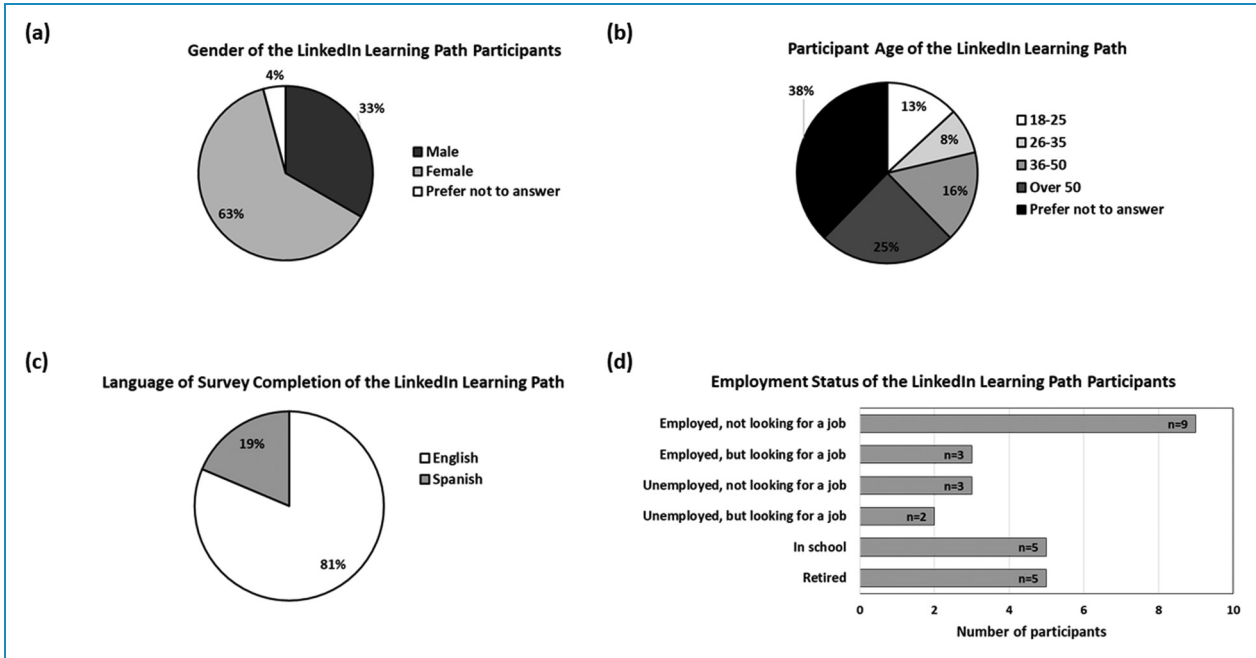 (a)
Gender of the LinkedIn Learning Path Participants
4%
33%
63%
Male
Female
Prefer not to answer
(b)
Participant Age of the LinkedIn Learning Path
38%
13%
8%
16%
25%
18-25
26-35
36-50
Over 50
Prefer not to answer
(c)
Language of Survey Completion of the LinkedIn Learning Path
19%
81%
English
Spanish
(d)
Employment Status of the LinkedIn Learning Path Participants
Employed, not looking for a job
n=9
Employed, but looking for a job
n=3
Unemployed, not looking for a job
n=3
Unemployed, but looking for a job
n=2
In school
n=5
Retired
n=5
0 2 4 6 8 10
Number of participants